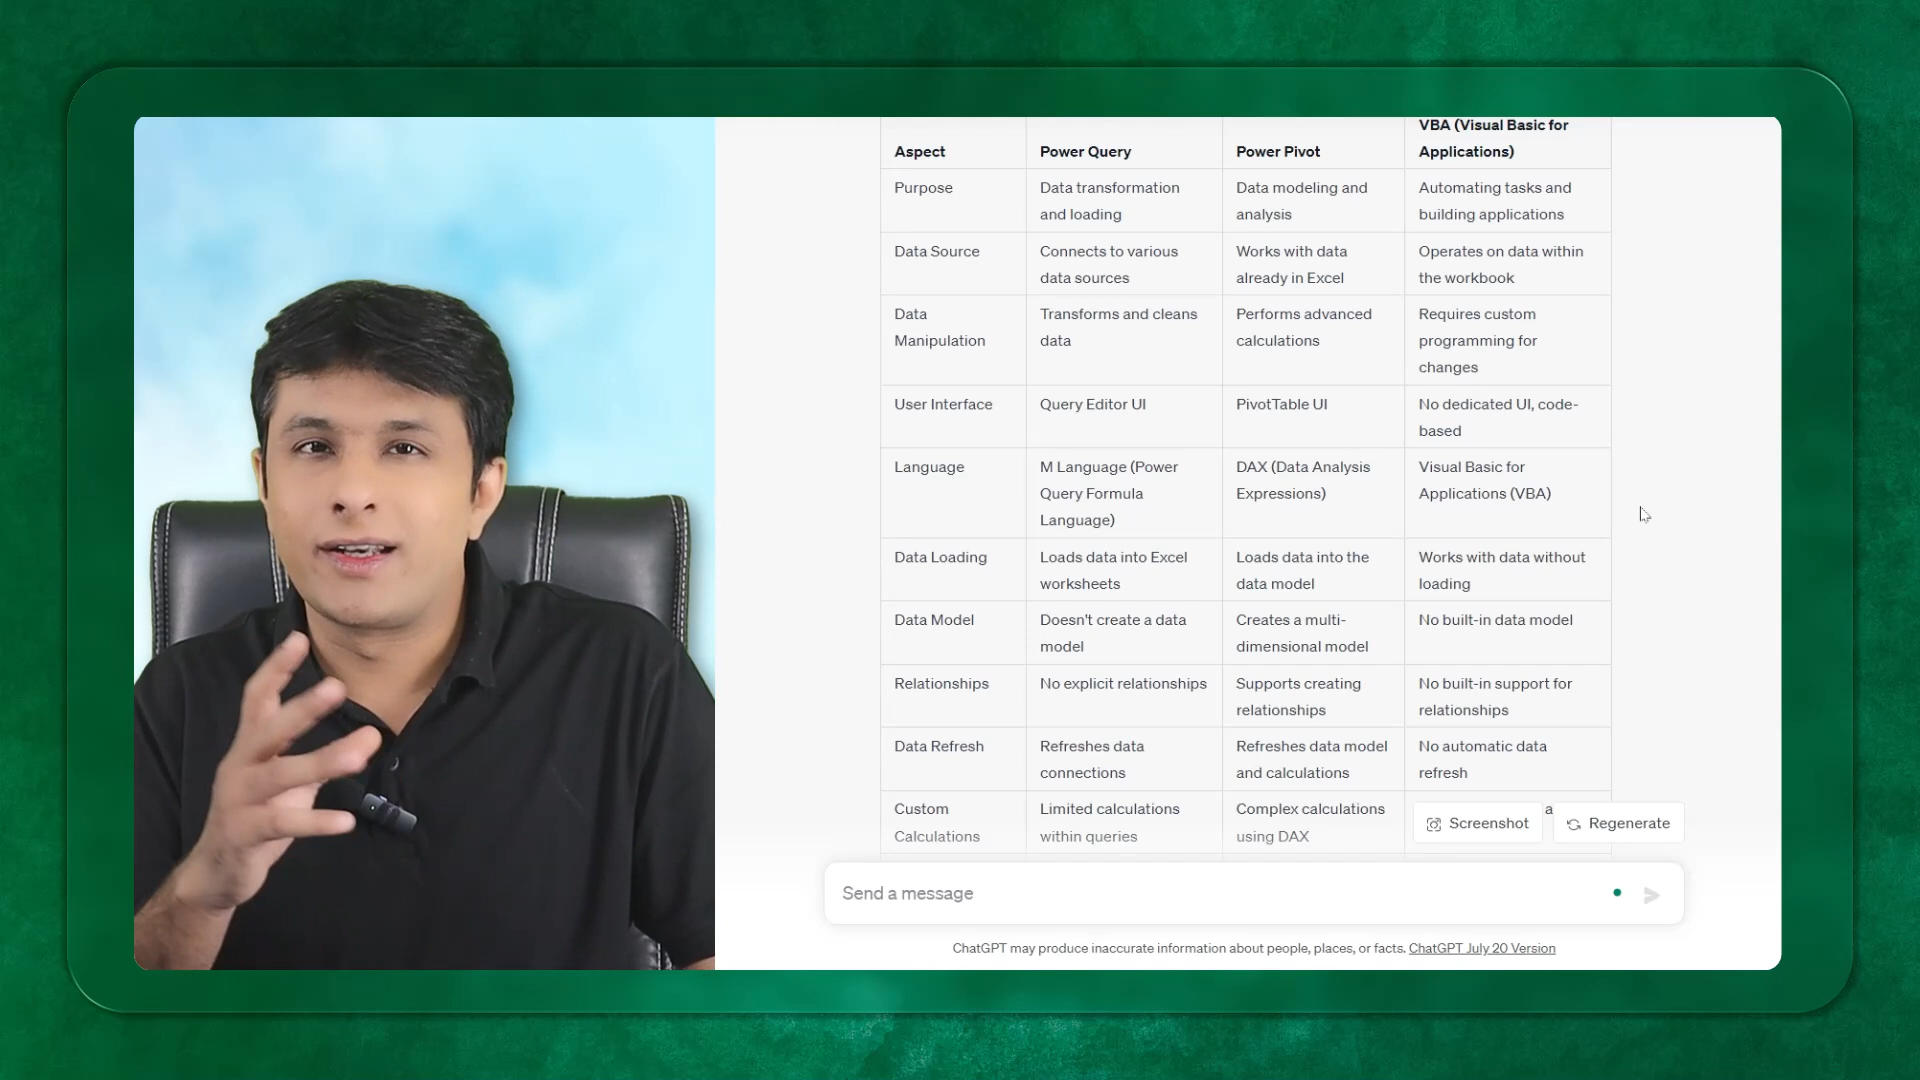 VBA (Visual Basic for
Aspect Power Query Power Pivot Applications)
Purpose Data transformation Data modeling and Automating tasks and
and loading analysis building applications
Data Source Connects to various Works with data Operates on data within
data sources already in Excel the workbook
Data Transforms and cleans Performs advanced Requires custom
Manipulation data calculations programming for
changes
User Interface Query Editor UI PivotTable UI No dedicated UI, code-
based
Language M Language (Power DAX (Data Analysis Visual Basic for
Query Formula Expressions) Applications (VBA)
Language)
Data Loading Loads data into Excel Loads data into the Works with data without
worksheets data model loading
Data Model Doesn't create a data Creates a multi- No built-in data model
model dimensional model
Relationships No explicit relationships Supports creating No built-in support for
relationships relationships
Data Refresh Refreshes data Refreshes data model No automatic data
connections and calculations refresh
Custom Limited calculations Complex calculations
Calculations within queries using DAX
Screenshot Regenerate
Send a message
ChatGPT may produce inaccurate information about people, places, or facts. ChatGPT July 20 Version